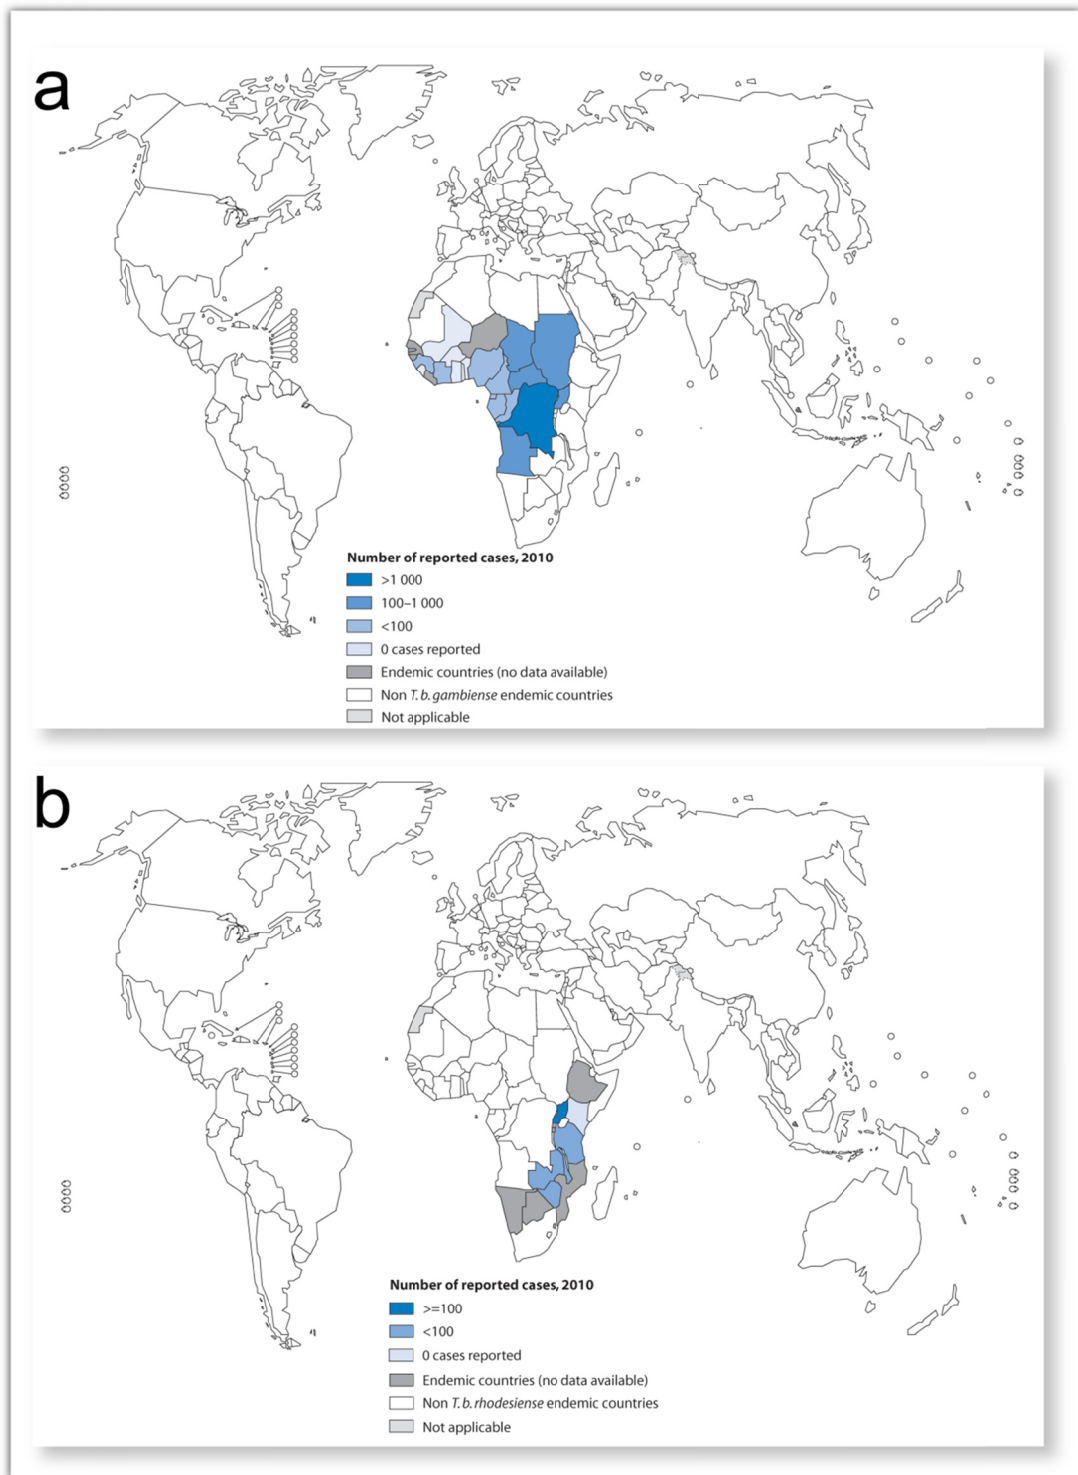 a
Number of reported cases, 2010
>1 000
100–1 000
<100
0 cases reported
Endemic countries (no data available)
Non T. b. gambiense endemic countries
Not applicable
b
Number of reported cases, 2010
>=100
<100
0 cases reported
Endemic countries (no data available)
Non T. b. rhodesiense endemic countries
Not applicable